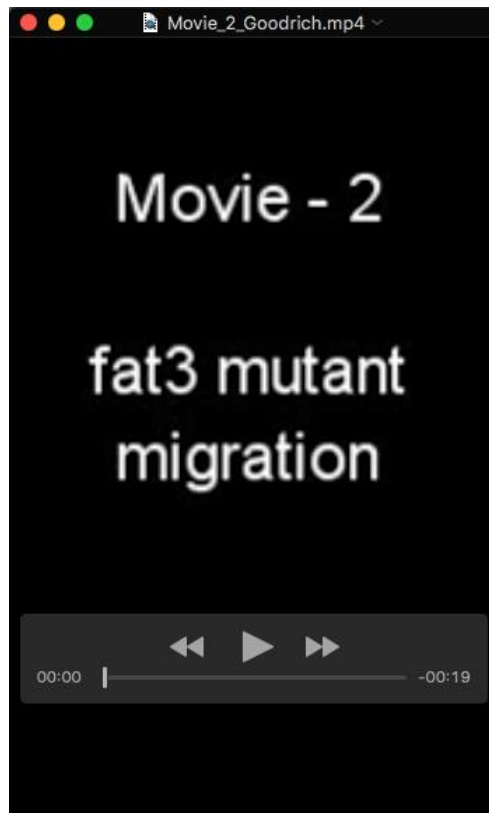 Movie_2_Goodrich.mp4
Movie - 2
fat3 mutant
migration
00:00 -00:19